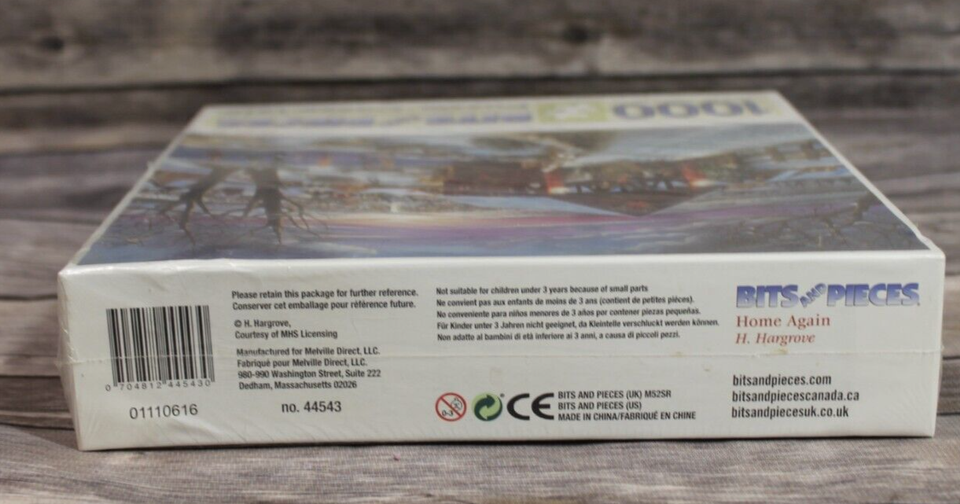 1000
BITS AND PIECES
0 704812 445430
01110616
Please retain this package for further reference.
Conserver cet emballage pour référence future.
© H. Hargrove,
Courtesy of MHS Licensing
Manufactured for Melville Direct, LLC.
Fabriqué pour Melville Direct, LLC.
980-990 Washington Street, Suite 222
Dedham, Massachusetts 02026
no. 44543
Not suitable for children under 3 years because of small parts
Ne convient pas aux enfants de moins de 3 ans (contient de petites pièces).
No conveniente para niños menores de 3 años por contener piezas pequeñas.
Für Kinder unter 3 Jahren nicht geeignet, da Kleinteile verschluckt werden können.
Non adatto ai bambini di età inferiore ai 3 anni, a causa di piccoli pezzi.
0-3
CE
BITS AND PIECES (UK) M52SR
BITS AND PIECES (US)
MADE IN CHINA/FABRIQUÉ EN CHINE
BITS AND PIECES
Home Again
H. Hargrove
bitsandpieces.com
bitsandpiecescanada.ca
bitsandpiecesuk.co.uk